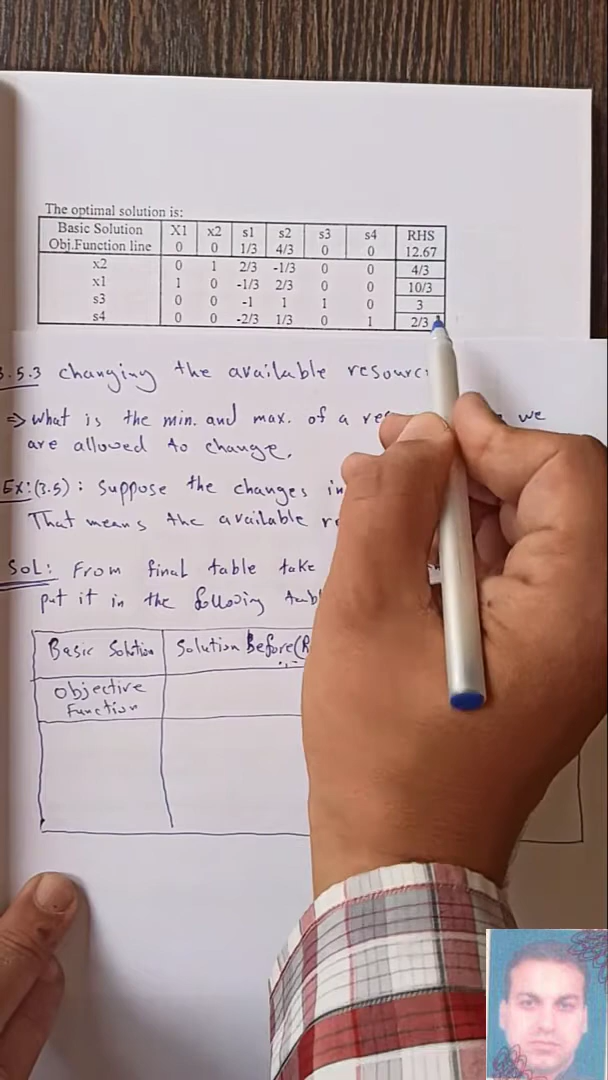 The optimal solution is:
Basic Solution X1 x2 s1 s2 s3 s4 RHS
Obj.Function line 0 0 1/3 4/3 0 0 12.67
x2 0 1 2/3 -1/3 0 0 4/3
x1 1 0 -1/3 2/3 0 0 10/3
s3 0 0 -1 1 1 0 3
s4 0 0 -2/3 1/3 0 1 2/3
3.5.3 changing the available
⇒ what is the min. and max. of a we
are allowed to change.
Ex:(3.5): Suppose the changes
That means the available
SOL: From final table take
put it in the following
Basic Solution Solution Before
Objective
Function